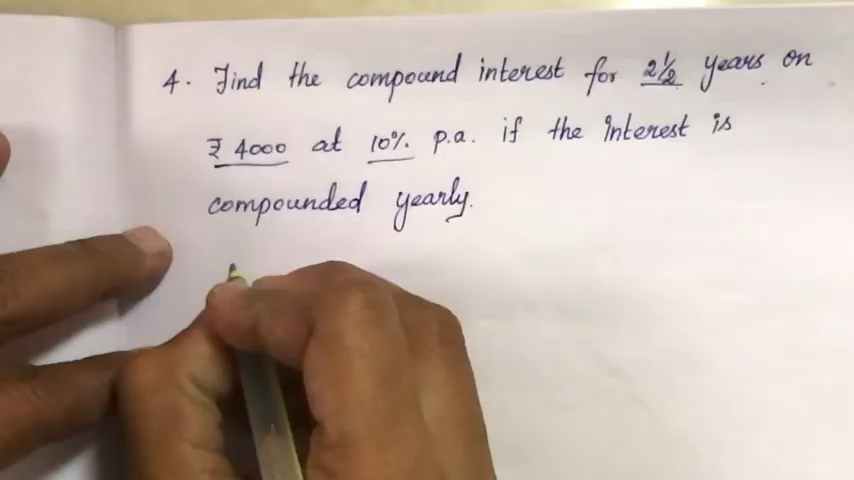 4. Find the compound interest for 2½ years on
₹ 4000 at 10% p.a. if the interest is
compounded yearly.